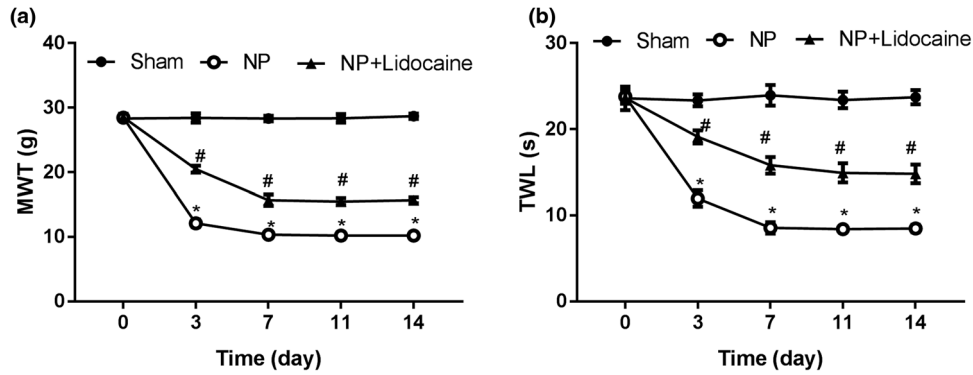 (a)
Sham NP NP+Lidocaine
MWT (g)
40
30
20
10
0
# # # #
* * * *
0 3 7 11 14
Time (day)
(b)
Sham NP NP+Lidocaine
TWL (s)
30
20
10
0
# # # #
* * * *
0 3 7 11 14
Time (day)